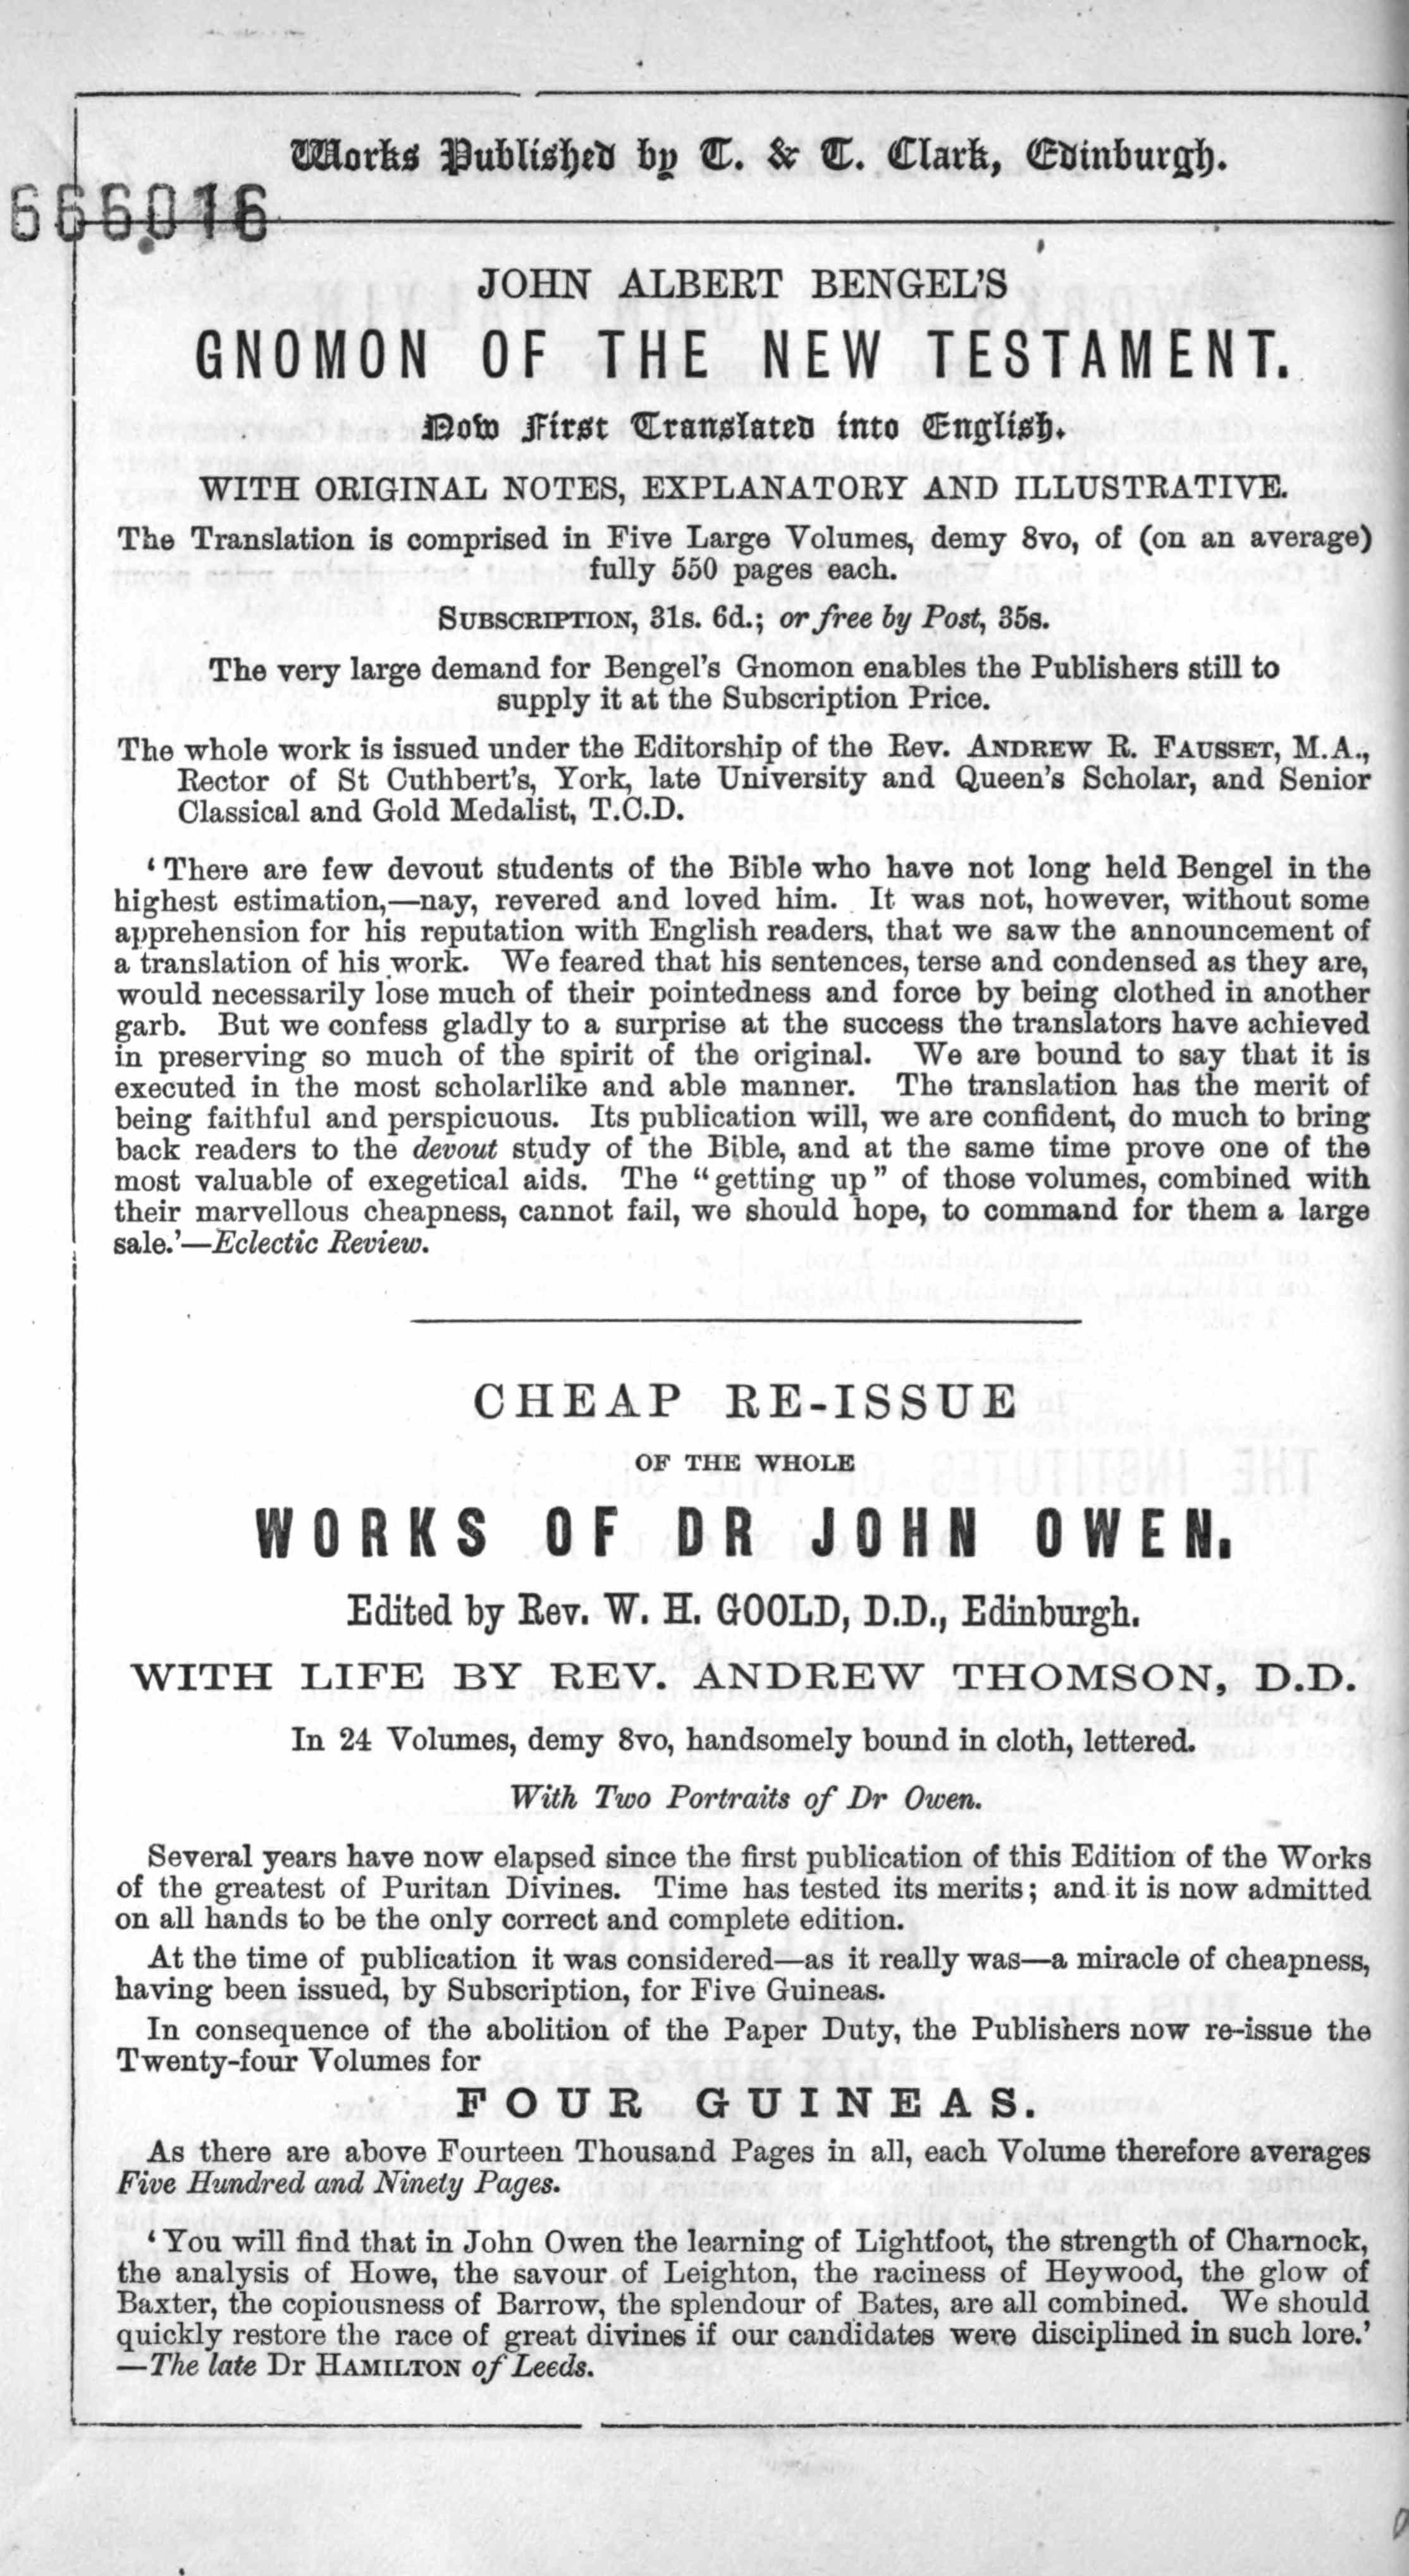 Works Published by T. & T. Clark, Edinburgh.
666016
JOHN ALBERT BENGEL'S
GNOMON OF THE NEW TESTAMENT.
Now First Translated into English.
WITH ORIGINAL NOTES, EXPLANATORY AND ILLUSTRATIVE.
The Translation is comprised in Five Large Volumes, demy 8vo, of (on an average)
fully 550 pages each.
SUBSCRIPTION, 31s. 6d.; or free by Post, 35s.
The very large demand for Bengel's Gnomon enables the Publishers still to
supply it at the Subscription Price.
The whole work is issued under the Editorship of the Rev. ANDREW R. FAUSSET, M.A.,
Rector of St Cuthbert's, York, late University and Queen's Scholar, and Senior
Classical and Gold Medalist, T.C.D.
‘There are few devout students of the Bible who have not long held Bengel in the
highest estimation,—nay, revered and loved him. It was not, however, without some
apprehension for his reputation with English readers, that we saw the announcement of
a translation of his work. We feared that his sentences, terse and condensed as they are,
would necessarily lose much of their pointedness and force by being clothed in another
garb. But we confess gladly to a surprise at the success the translators have achieved
in preserving so much of the spirit of the original. We are bound to say that it is
executed in the most scholarlike and able manner. The translation has the merit of
being faithful and perspicuous. Its publication will, we are confident, do much to bring
back readers to the devout study of the Bible, and at the same time prove one of the
most valuable of exegetical aids. The “getting up” of those volumes, combined with
their marvellous cheapness, cannot fail, we should hope, to command for them a large
sale.’—Eclectic Review.
CHEAP RE-ISSUE
OF THE WHOLE
WORKS OF DR JOHN OWEN.
Edited by Rev. W. H. GOOLD, D.D., Edinburgh.
WITH LIFE BY REV. ANDREW THOMSON, D.D.
In 24 Volumes, demy 8vo, handsomely bound in cloth, lettered.
With Two Portraits of Dr Owen.
Several years have now elapsed since the first publication of this Edition of the Works
of the greatest of Puritan Divines. Time has tested its merits; and it is now admitted
on all hands to be the only correct and complete edition.
At the time of publication it was considered—as it really was—a miracle of cheapness,
having been issued, by Subscription, for Five Guineas.
In consequence of the abolition of the Paper Duty, the Publishers now re-issue the
Twenty-four Volumes for
FOUR GUINEAS.
As there are above Fourteen Thousand Pages in all, each Volume therefore averages
Five Hundred and Ninety Pages.
‘You will find that in John Owen the learning of Lightfoot, the strength of Charnock,
the analysis of Howe, the savour of Leighton, the raciness of Heywood, the glow of
Baxter, the copiousness of Barrow, the splendour of Bates, are all combined. We should
quickly restore the race of great divines if our candidates were disciplined in such lore.’
—The late Dr HAMILTON of Leeds.